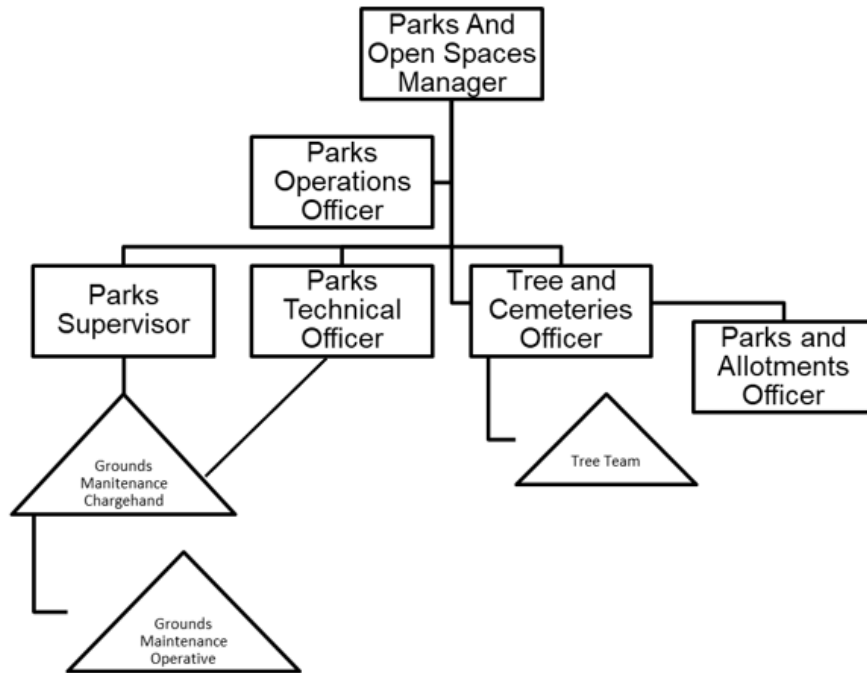 Parks And
Open Spaces
Manager
Parks
Operations
Officer
Parks
Supervisor
Parks
Technical
Officer
Tree and
Cemeteries
Officer
Parks and
Allotments
Officer
Grounds
Manitenance
Chargehand
Tree Team
Grounds
Maintenance
Operative